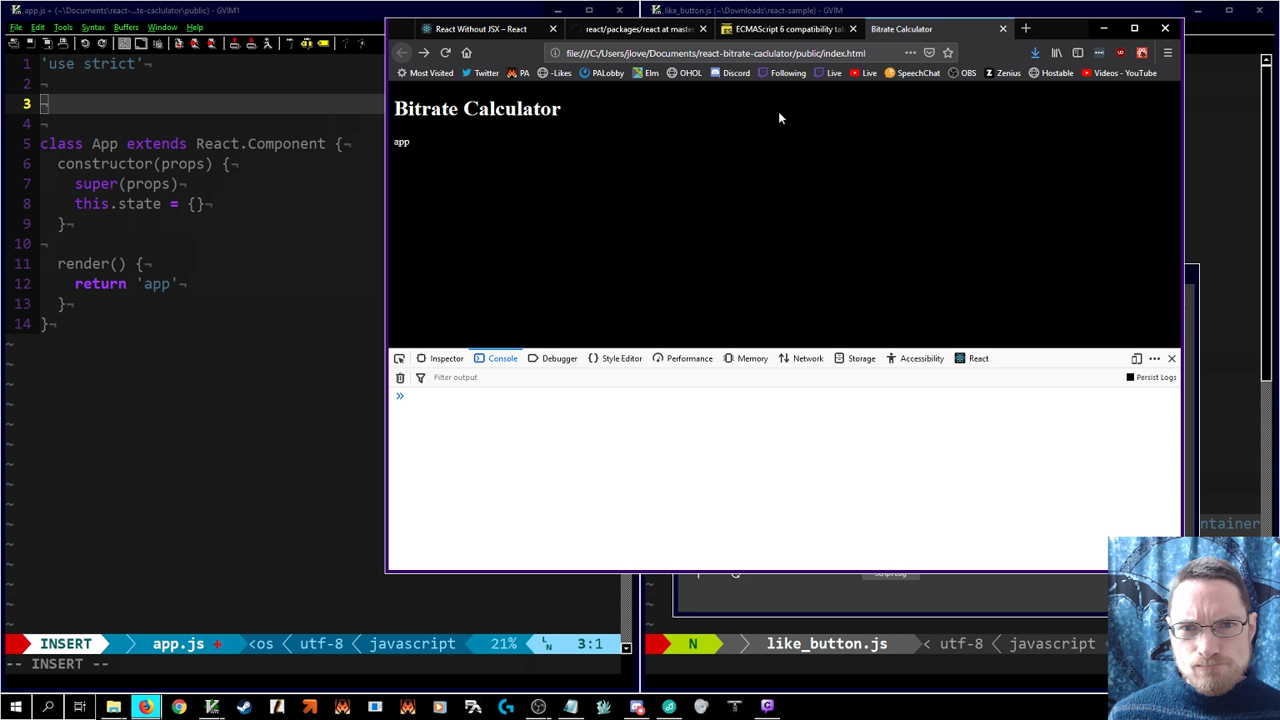 app.js + (~\Documents\react-...te-caclulator\public) - GVIM1
like_button.js (~\Downloads\react-sample) - GVIM
File Edit Tools Syntax Buffers Window
1 'use strict'¬
2 ¬
3 ¬
4 ¬
5 class App extends React.Component {¬
6 constructor(props) {¬
7 super(props)¬
8 this.state = {}¬
9 }¬
10 ¬
11 render() {¬
12 return 'app'¬
13 }¬
14 }¬
~
~
~
~
~
~
~
~
~
~
~
~
~
~
INSERT app.js + <os utf-8 javascript 21% L N 3:1
-- INSERT --
React Without JSX – React
react/packages/react at master
ECMAScript 6 compatibility tab
Bitrate Calculator
file:///C:/Users/jlove/Documents/react-bitrate-caclulator/public/index.html
Most Visited Twitter PA -Likes PALobby Elm OHOL Discord Following Live Live SpeechChat OBS Zenius Hostable Videos - YouTube
Bitrate Calculator
app
Inspector Console Debugger Style Editor Performance Memory Network Storage Accessibility React
Filter output
Persist Logs
»
ntainer
Script Log
~
~
~
N like_button.js < utf-8 javascript